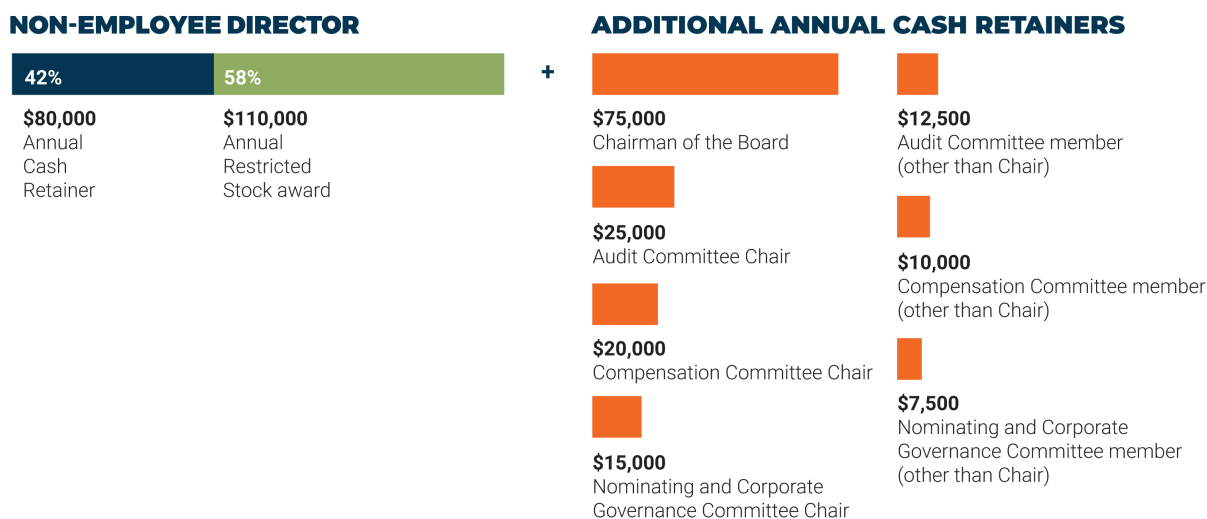 NON-EMPLOYEE DIRECTOR
42%
58%
$80,000
Annual
Cash
Retainer
$110,000
Annual
Restricted
Stock award
+
ADDITIONAL ANNUAL CASH RETAINERS
$75,000
Chairman of the Board
$25,000
Audit Committee Chair
$20,000
Compensation Committee Chair
$15,000
Nominating and Corporate
Governance Committee Chair
$12,500
Audit Committee member
(other than Chair)
$10,000
Compensation Committee member
(other than Chair)
$7,500
Nominating and Corporate
Governance Committee member
(other than Chair)